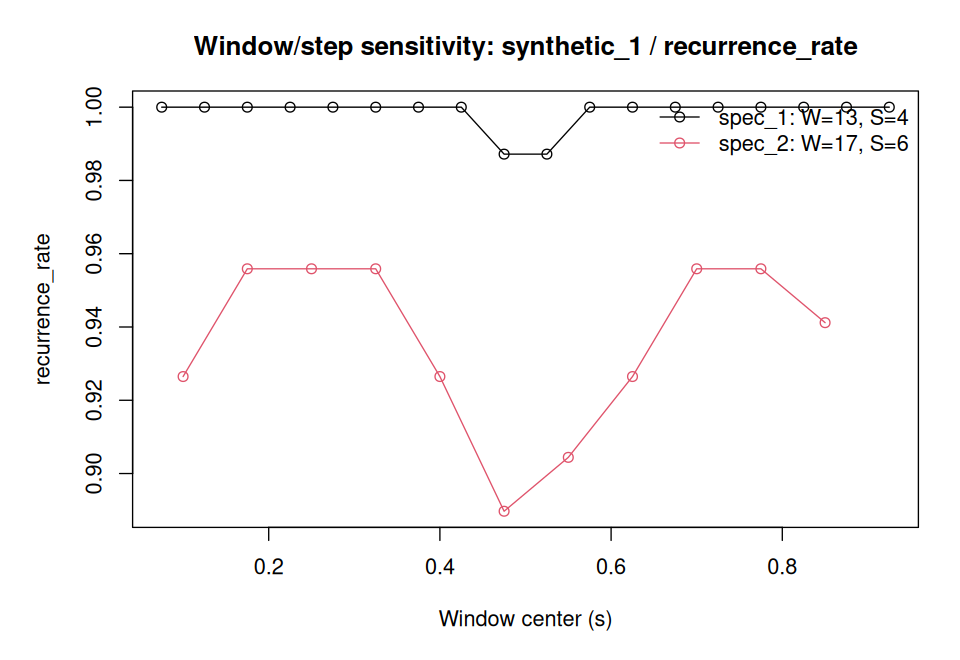 Window/step sensitivity: synthetic_1 / recurrence_rate
1.00
0.98
0.96
0.94
0.92
0.90
recurrence_rate
spec_1: W=13, S=4
spec_2: W=17, S=6
0.2 0.4 0.6 0.8
Window center (s)